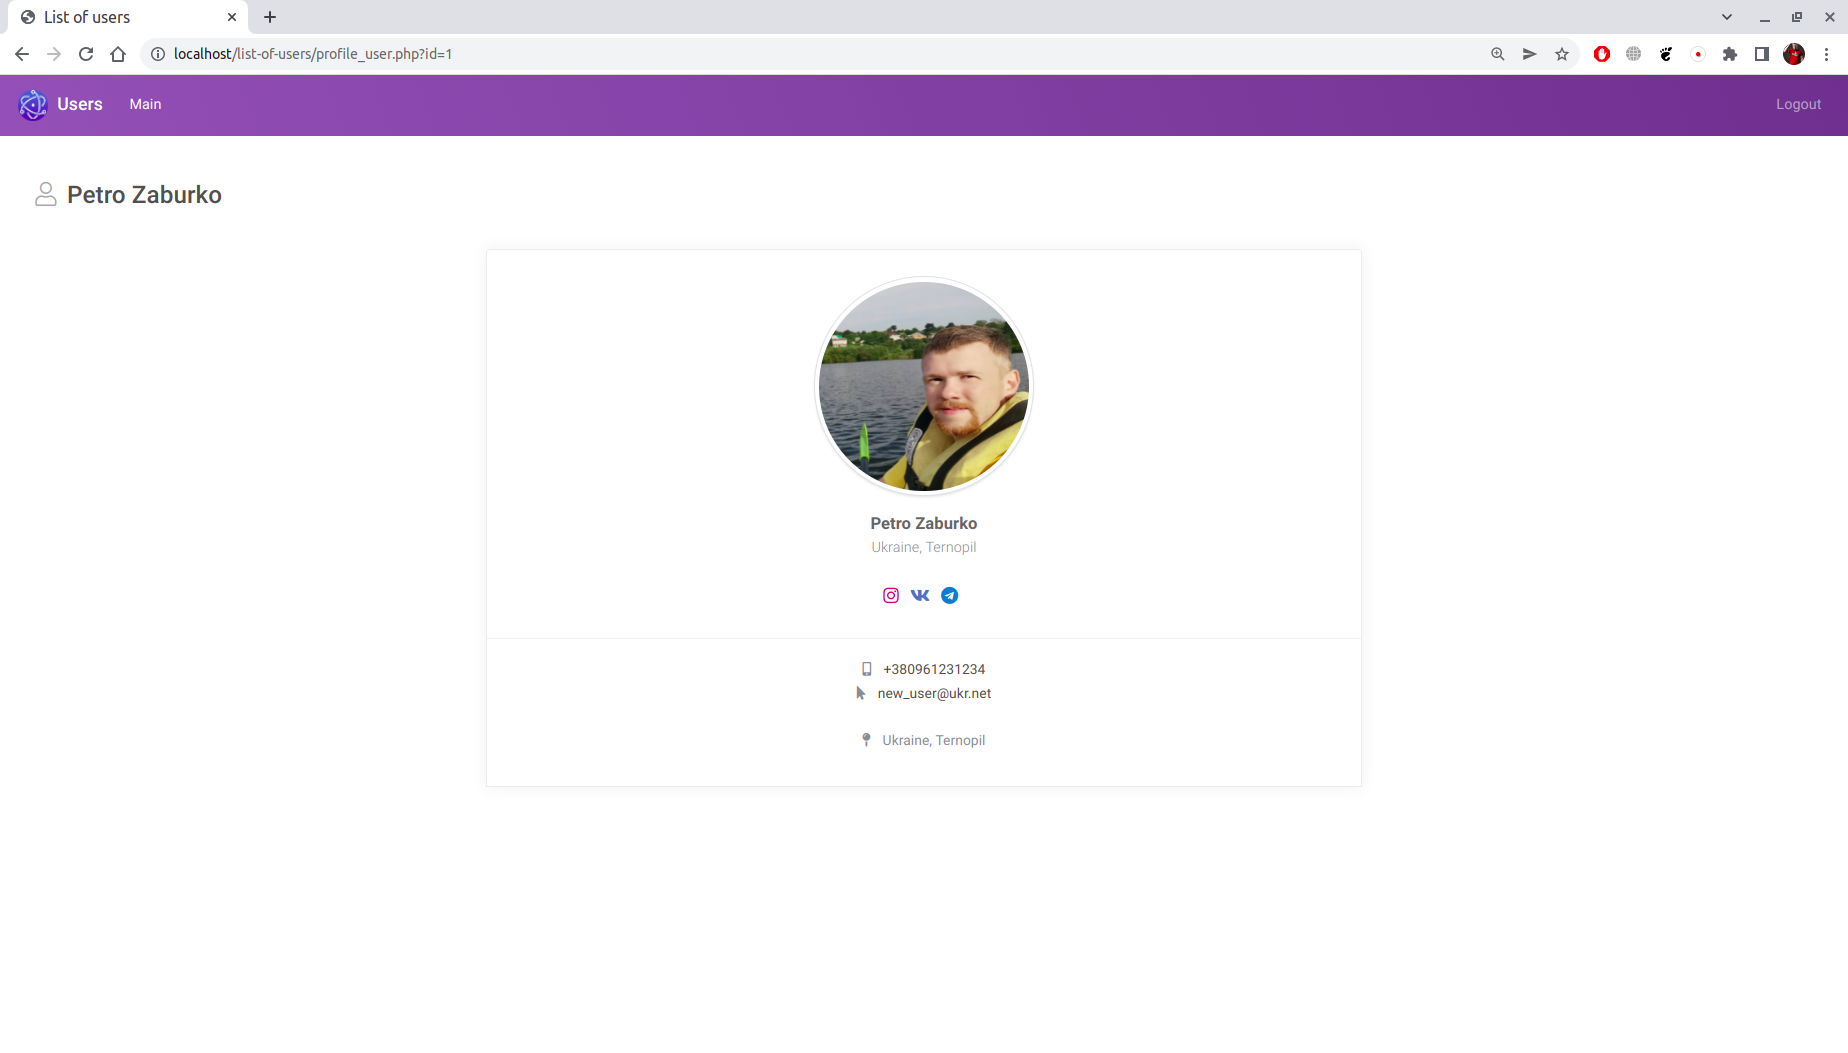 List of users
localhost/list-of-users/profile_user.php?id=1
Users Main Logout
Petro Zaburko
Petro Zaburko
Ukraine, Ternopil
+380961231234
new_user@ukr.net
Ukraine, Ternopil